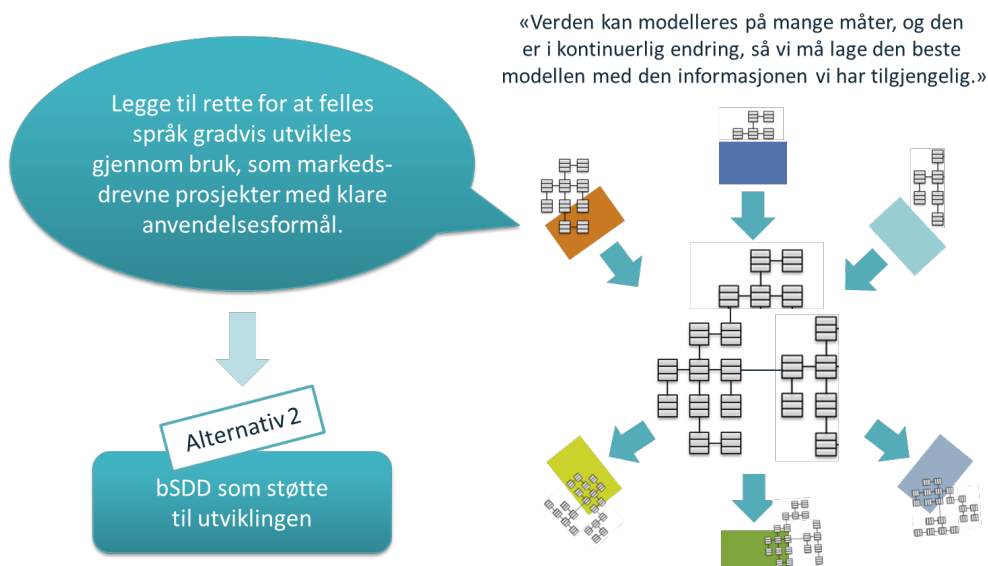 «Verden kan modelleres på mange måter, og den
er i kontinuerlig endring, så vi må lage den beste
modellen med den informasjonen vi har tilgjengelig.»
Legge til rette for at felles
språk gradvis utvikles
gjennom bruk, som markeds-
drevne prosjekter med klare
anvendelsesformål.
Alternativ 2
bSDD som støtte
til utviklingen